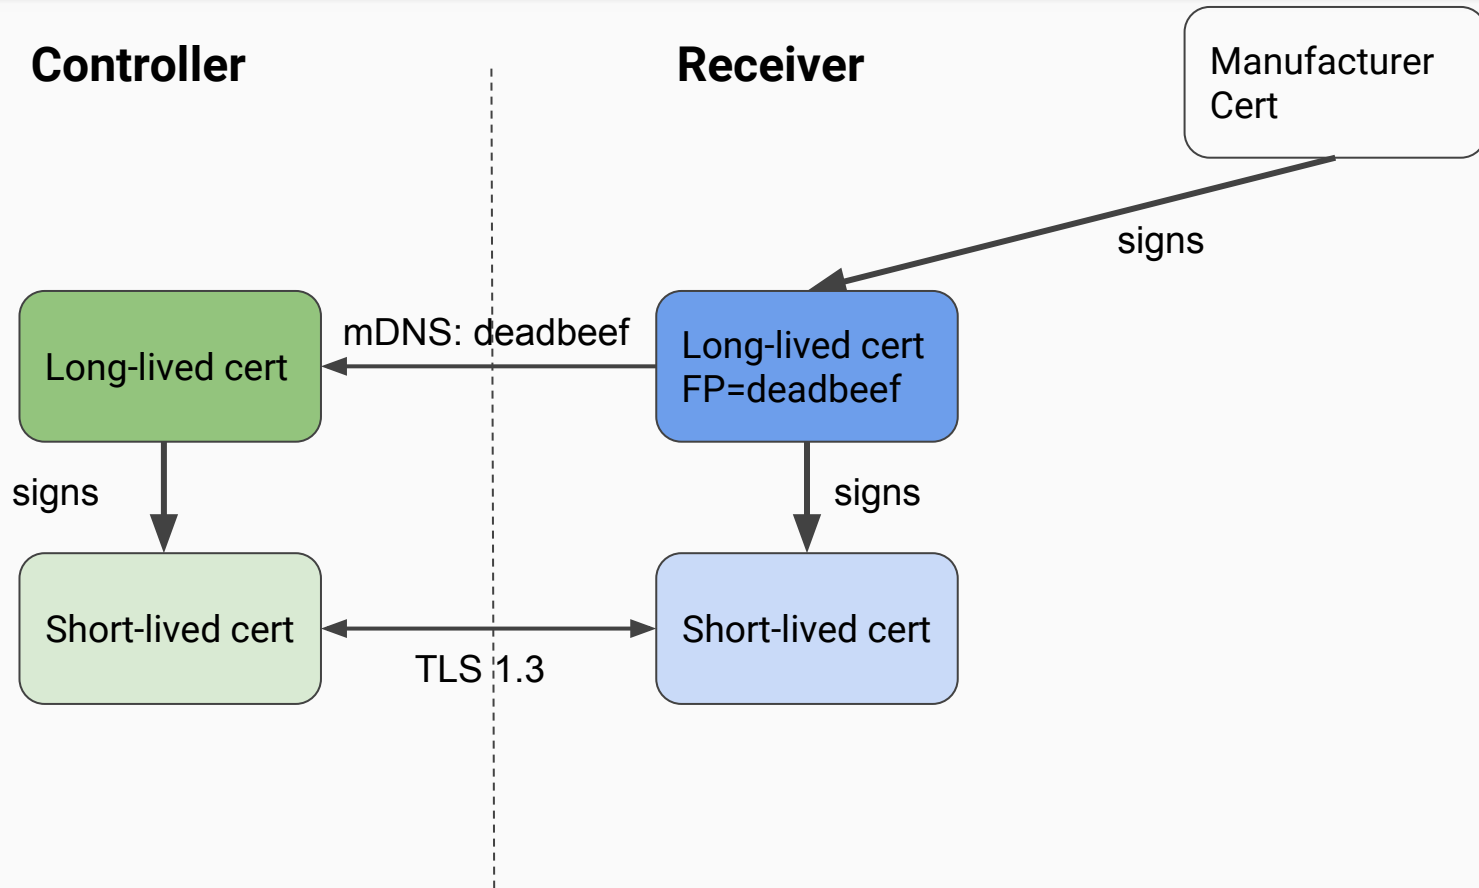 Controller
Receiver
Manufacturer
Cert
signs
mDNS: deadbeef
Long-lived cert
Long-lived cert
FP=deadbeef
signs
signs
Short-lived cert
Short-lived cert
TLS 1.3